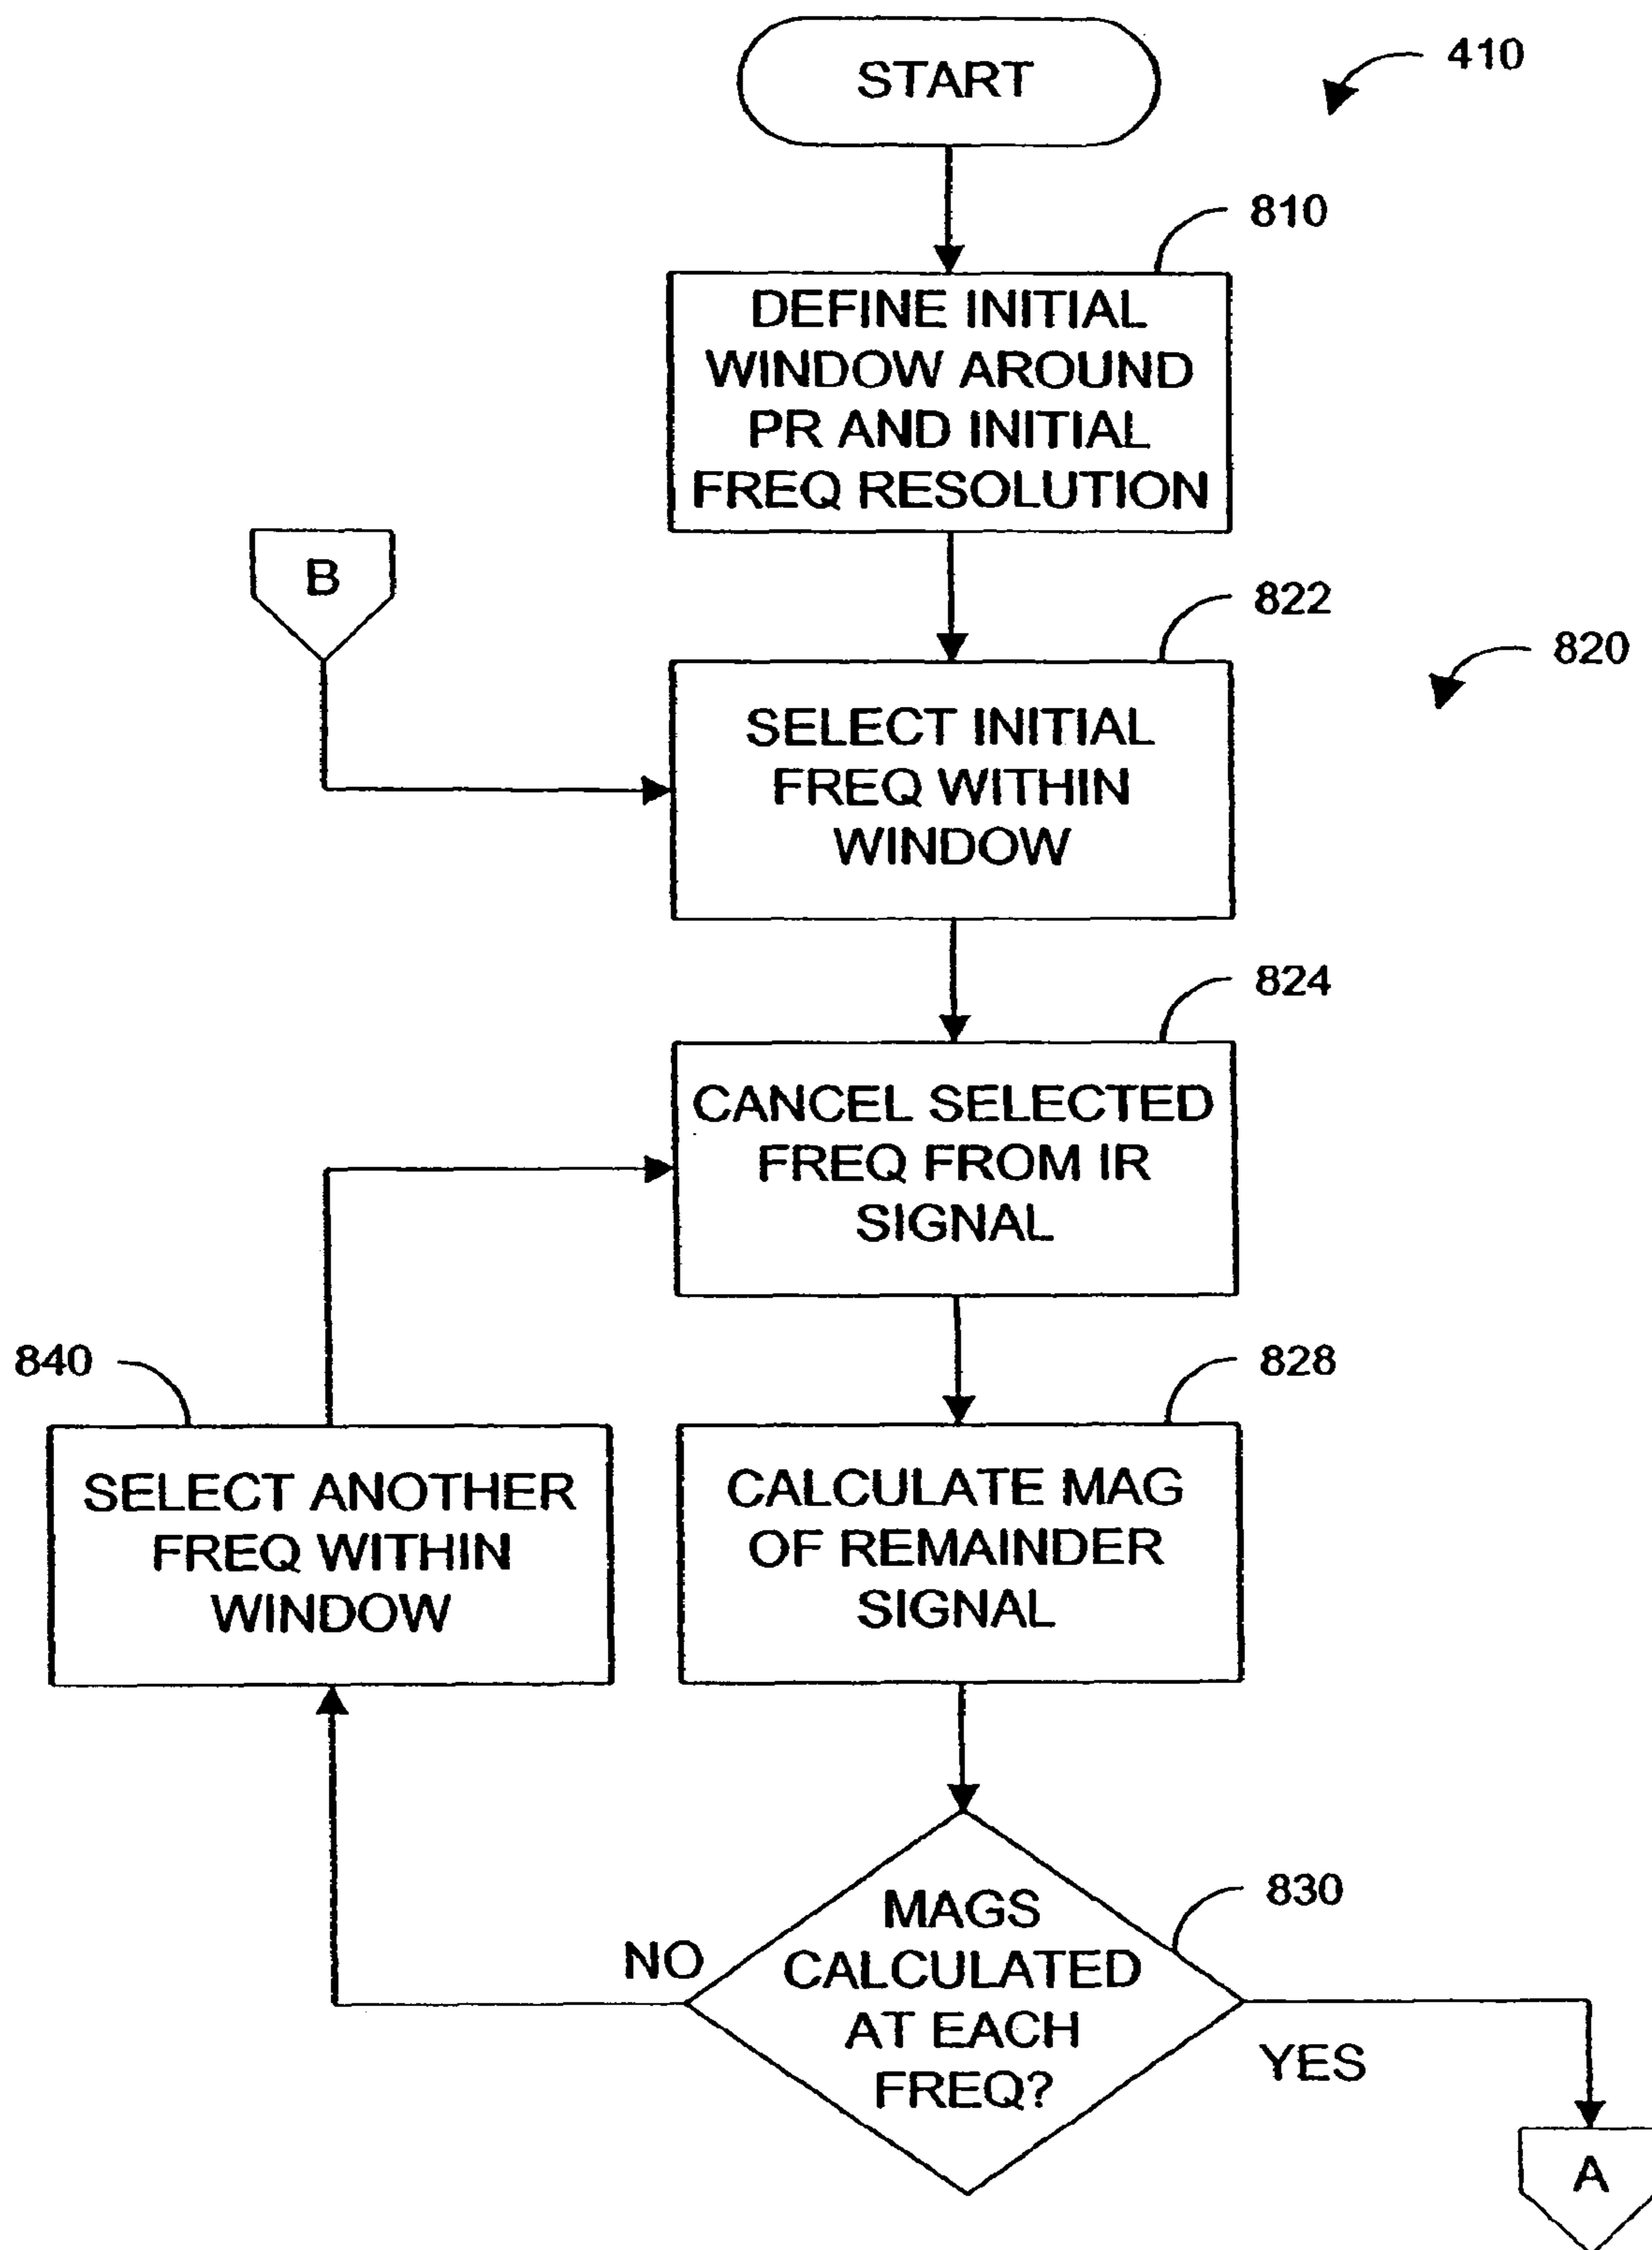 START
410
810
DEFINE INITIAL
WINDOW AROUND
PR AND INITIAL
FREQ RESOLUTION
B
822
820
SELECT INITIAL
FREQ WITHIN
WINDOW
824
CANCEL SELECTED
FREQ FROM IR
SIGNAL
840
828
SELECT ANOTHER
FREQ WITHIN
WINDOW
CALCULATE MAG
OF REMAINDER
SIGNAL
830
MAGS
CALCULATED
AT EACH
FREQ?
NO
YES
A